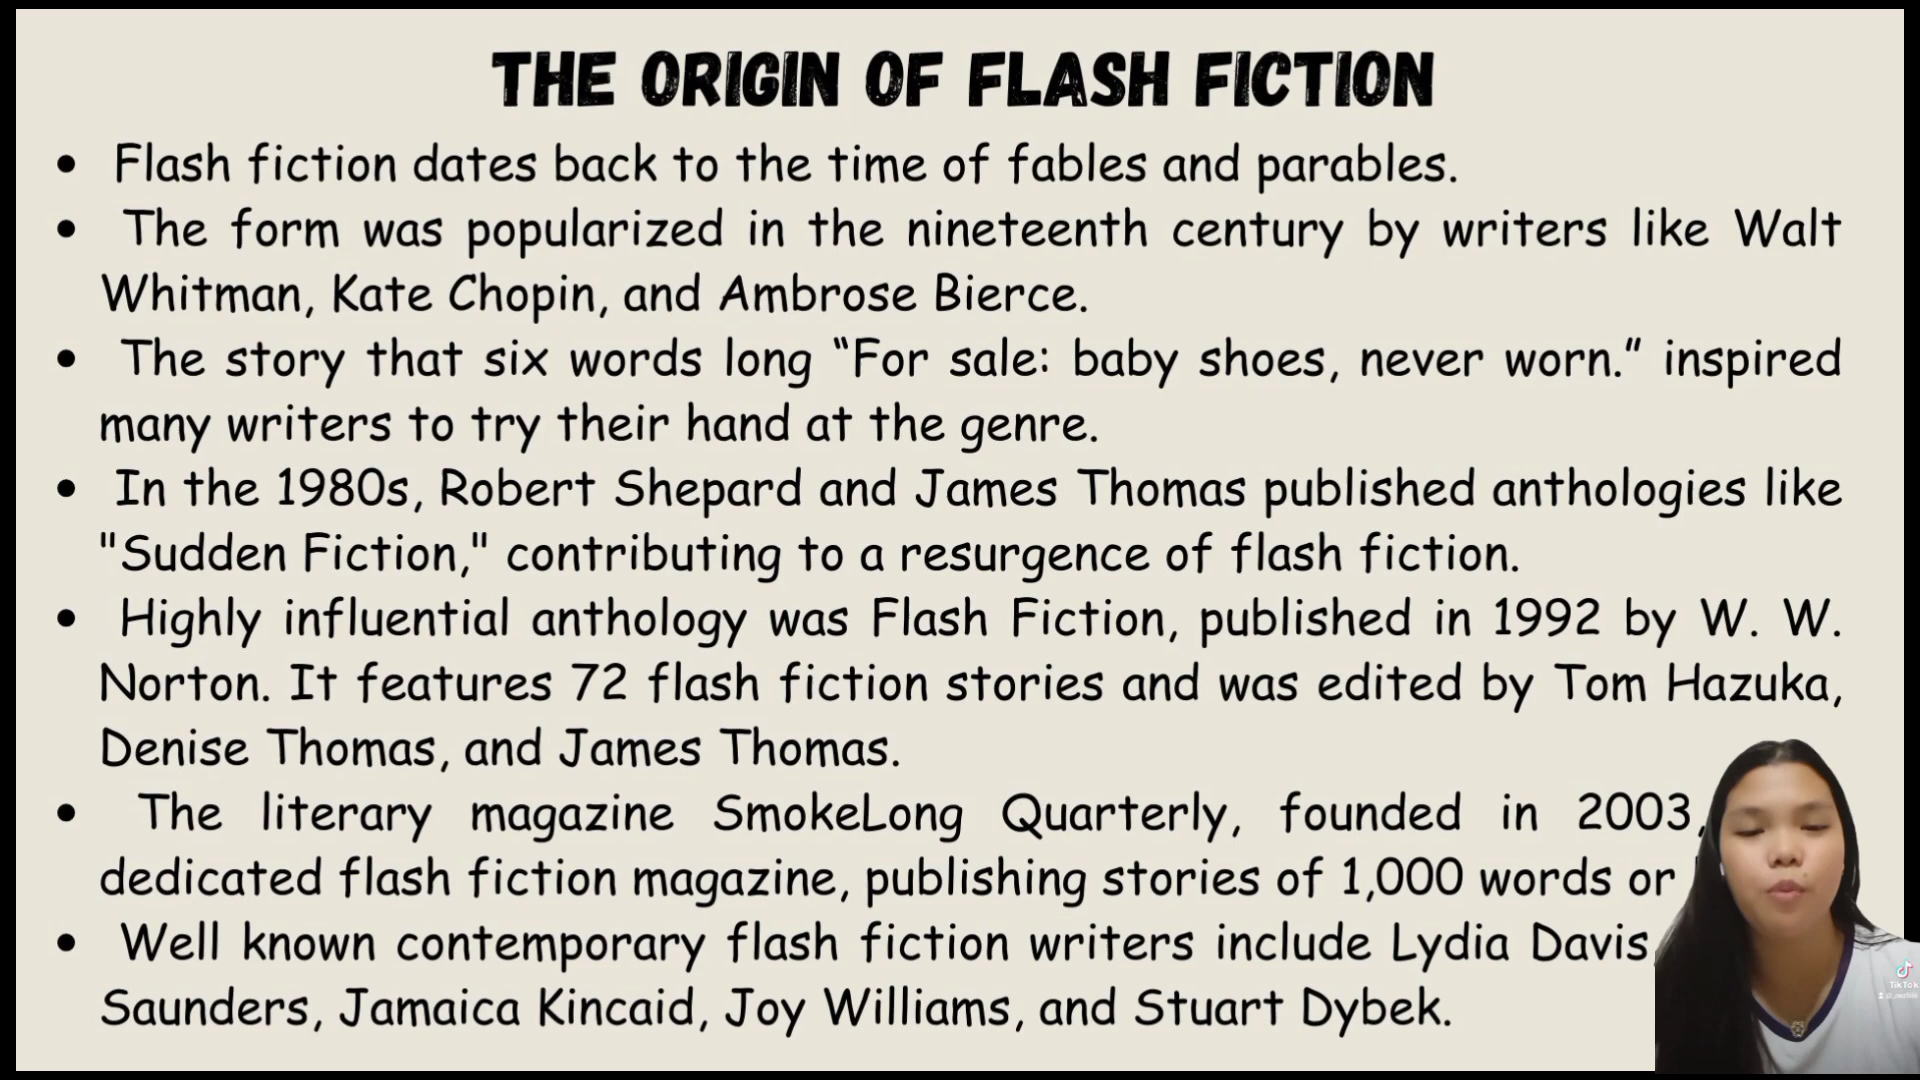 THE ORIGIN OF FLASH FICTION
• Flash fiction dates back to the time of fables and parables.
• The form was popularized in the nineteenth century by writers like Walt
Whitman, Kate Chopin, and Ambrose Bierce.
• The story that six words long “For sale: baby shoes, never worn.” inspired
many writers to try their hand at the genre.
• In the 1980s, Robert Shepard and James Thomas published anthologies like
"Sudden Fiction," contributing to a resurgence of flash fiction.
• Highly influential anthology was Flash Fiction, published in 1992 by W. W.
Norton. It features 72 flash fiction stories and was edited by Tom Hazuka,
Denise Thomas, and James Thomas.
• The literary magazine SmokeLong Quarterly, founded in 2003,
dedicated flash fiction magazine, publishing stories of 1,000 words or
• Well known contemporary flash fiction writers include Lydia Davis
Saunders, Jamaica Kincaid, Joy Williams, and Stuart Dybek.
TikTok